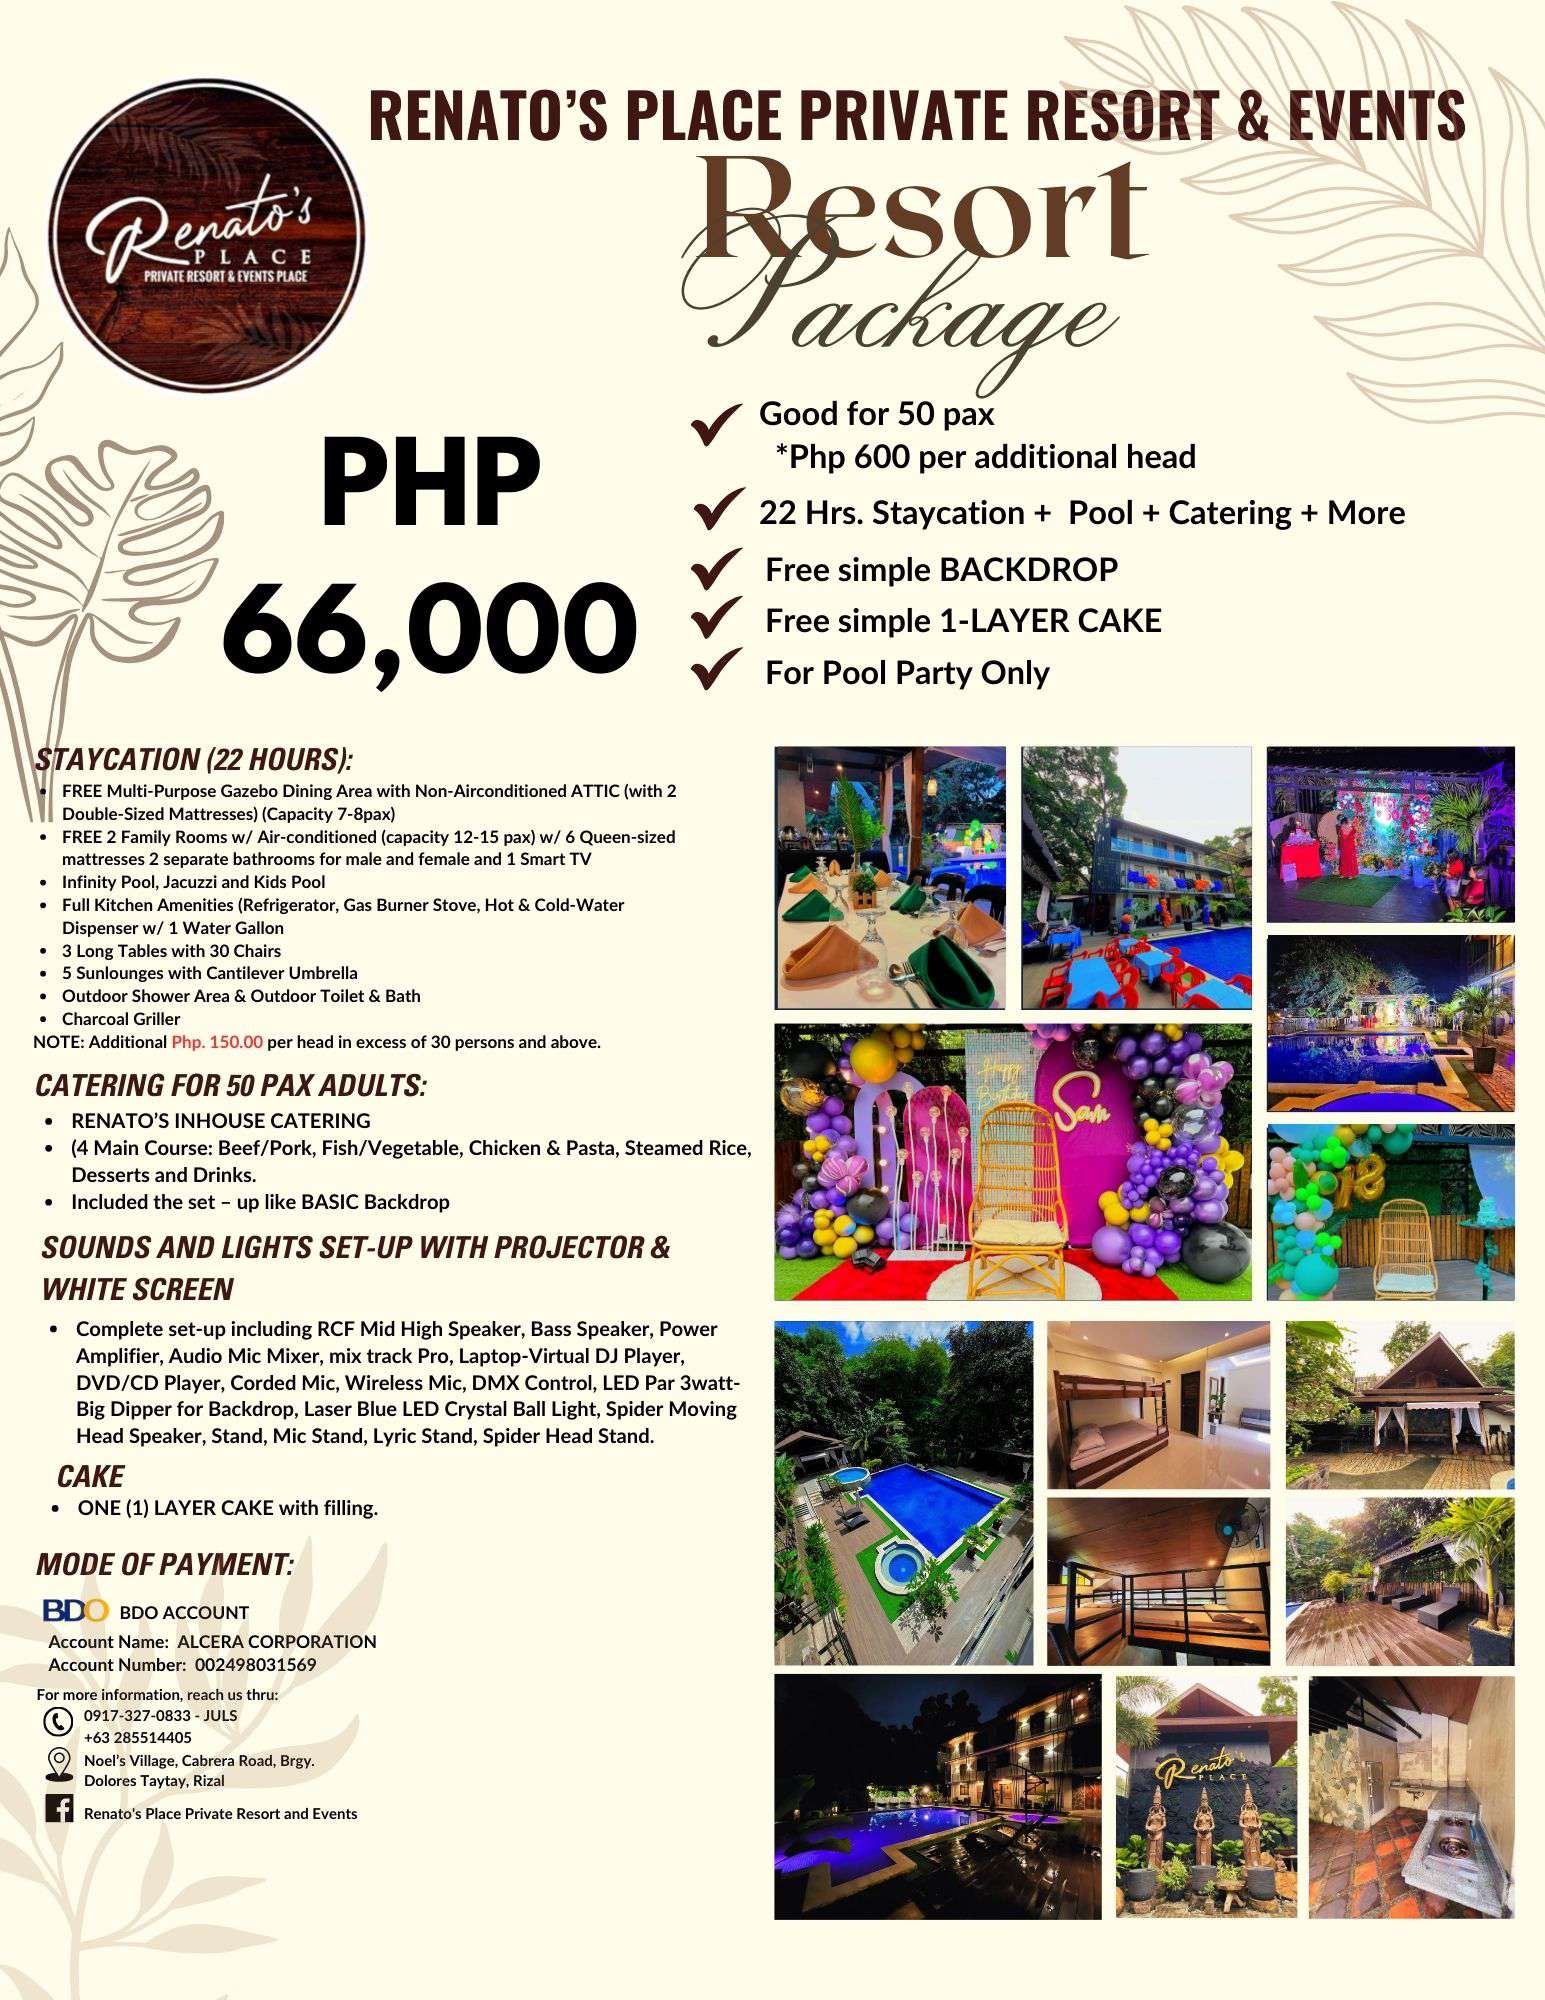 RENATO'S PLACE PRIVATE RESORT & EVENTS
Renato's
PLACE
PRIVATE RESORT & EVENTS PLACE
Resort
Package
PHP
66,000
Good for 50 pax
*Php 600 per additional head
22 Hrs. Staycation + Pool + Catering + More
Free simple BACKDROP
Free simple 1-LAYER CAKE
For Pool Party Only
STAYCATION (22 HOURS):
• FREE Multi-Purpose Gazebo Dining Area with Non-Airconditioned ATTIC (with 2
Double-Sized Mattresses) (Capacity 7-8pax)
• FREE 2 Family Rooms w/ Air-conditioned (capacity 12-15 pax) w/ 6 Queen-sized
mattresses 2 separate bathrooms for male and female and 1 Smart TV
• Infinity Pool, Jacuzzi and Kids Pool
• Full Kitchen Amenities (Refrigerator, Gas Burner Stove, Hot & Cold-Water
Dispenser w/ 1 Water Gallon
• 3 Long Tables with 30 Chairs
• 5 Sunlounges with Cantilever Umbrella
• Outdoor Shower Area & Outdoor Toilet & Bath
• Charcoal Griller
NOTE: Additional Php. 150.00 per head in excess of 30 persons and above.
CATERING FOR 50 PAX ADULTS:
• RENATO'S INHOUSE CATERING
• (4 Main Course: Beef/Pork, Fish/Vegetable, Chicken & Pasta, Steamed Rice,
Desserts and Drinks.
• Included the set – up like BASIC Backdrop
SOUNDS AND LIGHTS SET-UP WITH PROJECTOR &
WHITE SCREEN
• Complete set-up including RCF Mid High Speaker, Bass Speaker, Power
Amplifier, Audio Mic Mixer, mix track Pro, Laptop-Virtual DJ Player,
DVD/CD Player, Corded Mic, Wireless Mic, DMX Control, LED Par 3watt-
Big Dipper for Backdrop, Laser Blue LED Crystal Ball Light, Spider Moving
Head Speaker, Stand, Mic Stand, Lyric Stand, Spider Head Stand.
CAKE
• ONE (1) LAYER CAKE with filling.
MODE OF PAYMENT:
BDO BDO ACCOUNT
Account Name: ALCERA CORPORATION
Account Number: 002498031569
For more information, reach us thru:
0917-327-0833 - JULS
+63 285514405
Noel's Village, Cabrera Road, Brgy.
Dolores Taytay, Rizal
Renato's Place Private Resort and Events
Happy
Birthday
Sam
18
Renato's
PLACE